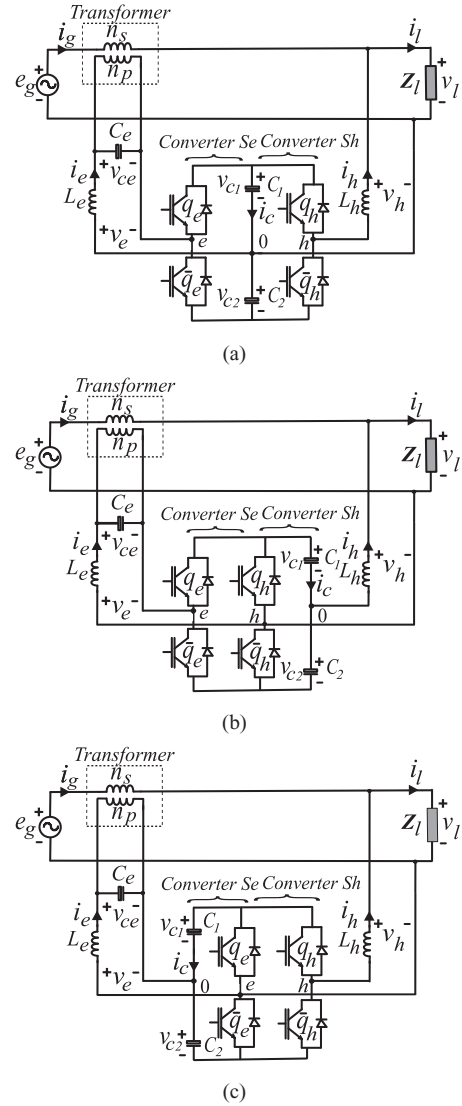 Transformer
i_g n_s i_l
n_p
e_g + - Z_l + v_l -
C_e
Converter Se Converter Sh
i_e + v_ce - v_c1 + C_1 - i_h +
L_e q_e i_c q_h L_h v_h -
+ v_e - e 0 h
q̄_e v_c2 + C_2 - q̄_h
(a)
Transformer
i_g n_s i_l
n_p
e_g + - Z_l + v_l -
C_e
Converter Se Converter Sh
i_e + v_ce - v_c1 + C_1 - i_h +
L_e q_e q_h i_c L_h v_h -
+ v_e - e h 0
q̄_e q̄_h v_c2 + C_2 -
(b)
Transformer
i_g n_s i_l
n_p
e_g + - Z_l + v_l -
C_e
Converter Se Converter Sh
i_e + v_ce - v_c1 + C_1 - i_h +
L_e i_c q_e q_h L_h v_h -
+ v_e - 0 e h
v_c2 + C_2 - q̄_e q̄_h
(c)